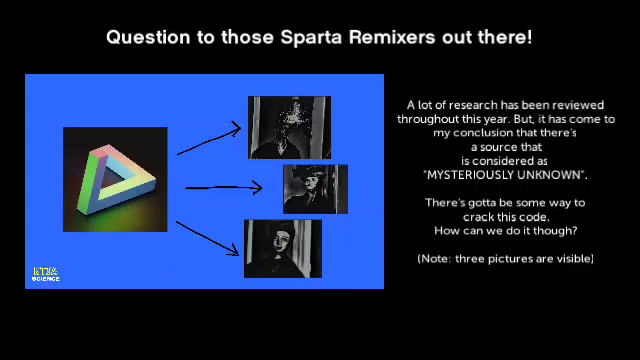 Question to those Sparta Remixers out there!
A lot of research has been reviewed
throughout this year. But, it has come to
my conclusion that there's
a source that
is considered as
"MYSTERIOUSLY UNKNOWN".
There's gotta be some way to
crack this code.
How can we do it though?
(Note: three pictures are visible)
SCIENCE